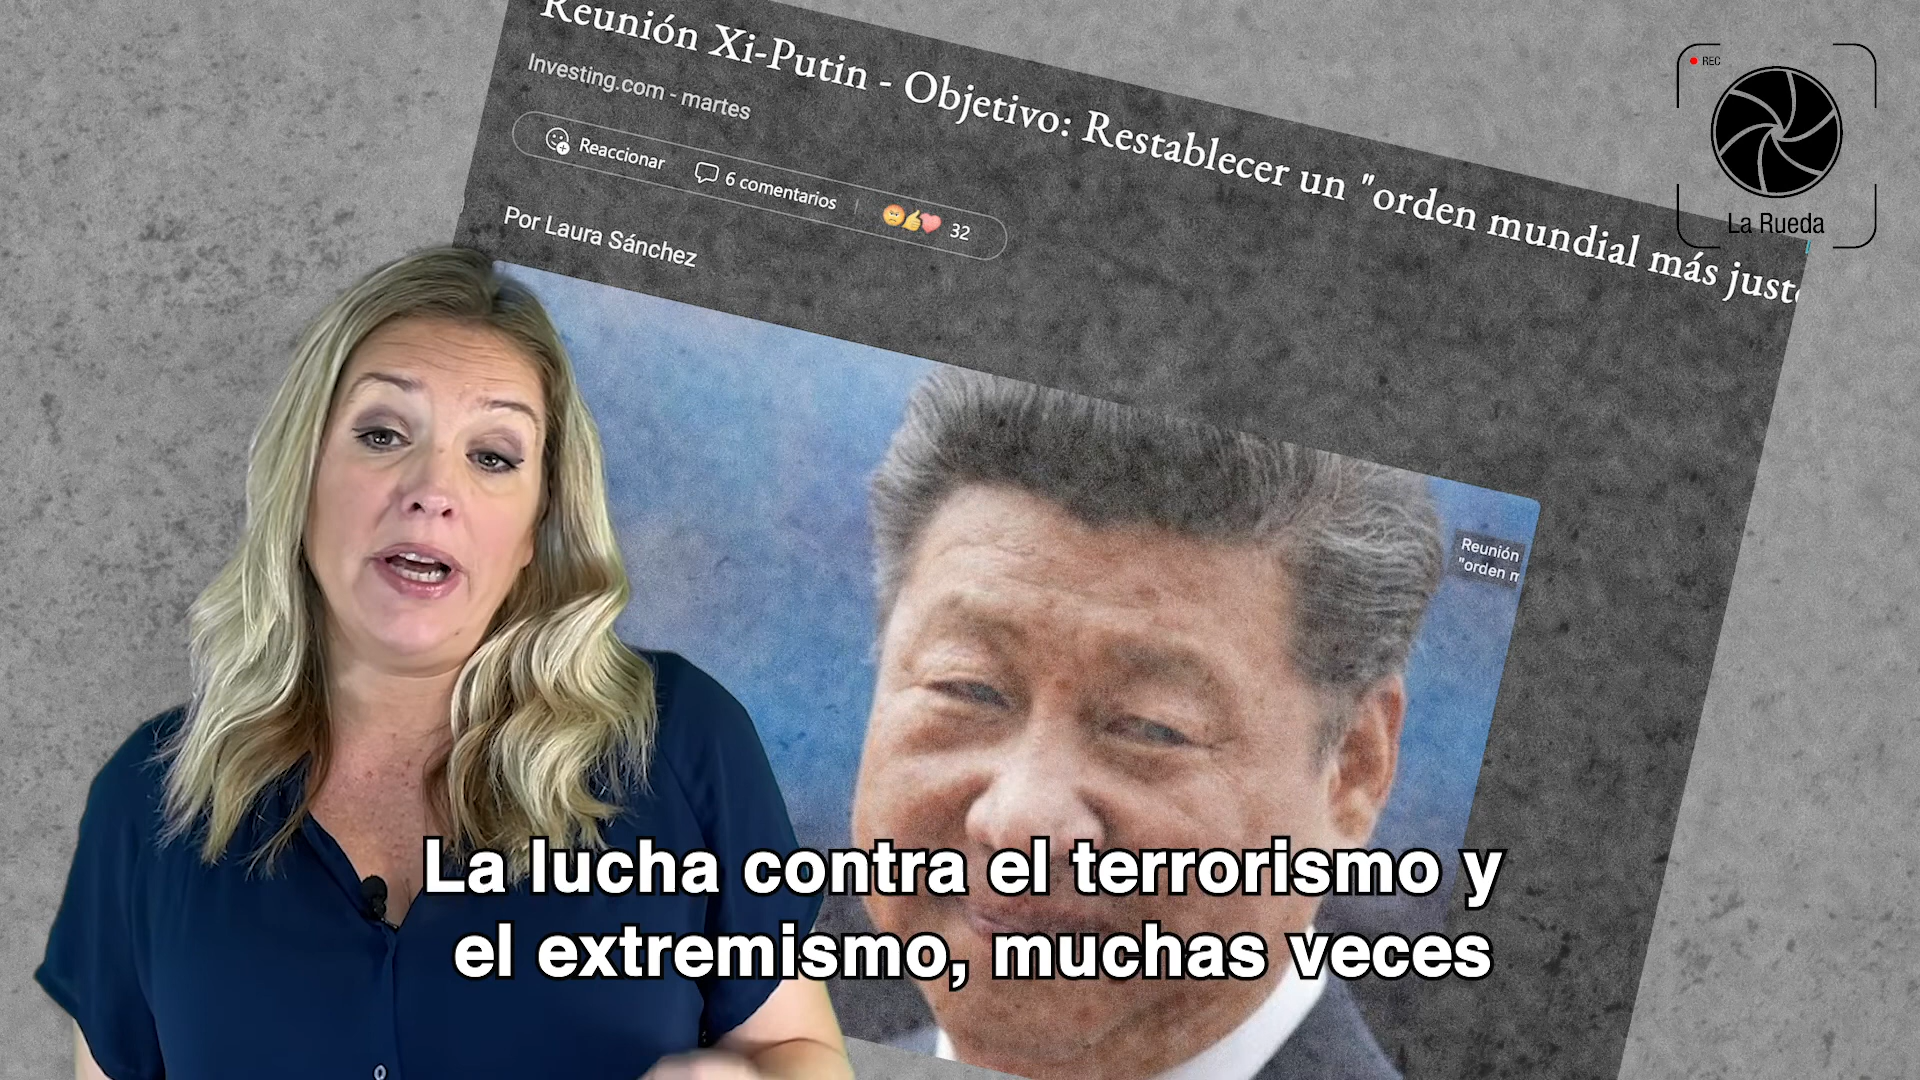 Reunión Xi-Putin - Objetivo: Restablecer un "orden mundial más justo
Investing.com - martes
Reaccionar
6 comentarios
32
Por Laura Sánchez
REC
La Rueda
Reunión
"orden m
La lucha contra el terrorismo y
el extremismo, muchas veces